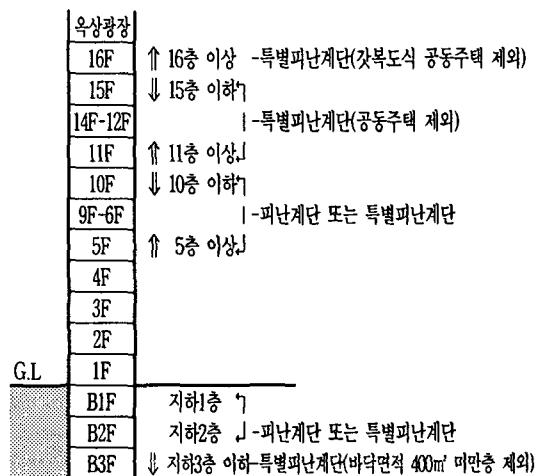 옥상광장
16F ⇑ 16층 이상 -특별피난계단(갓복도식 공동주택 제외)
15F ⇓ 15층 이하┐
14F-12F ｜-특별피난계단(공동주택 제외)
11F ⇑ 11층 이상┘
10F ⇓ 10층 이하┐
9F-6F ｜-피난계단 또는 특별피난계단
5F ⇑ 5층 이상┘
4F
3F
2F
G.L 1F
B1F 지하1층 ┐
B2F 지하2층 ┘-피난계단 또는 특별피난계단
B3F ⇓ 지하3층 이하-특별피난계단(바닥면적 400㎡ 미만층 제외)